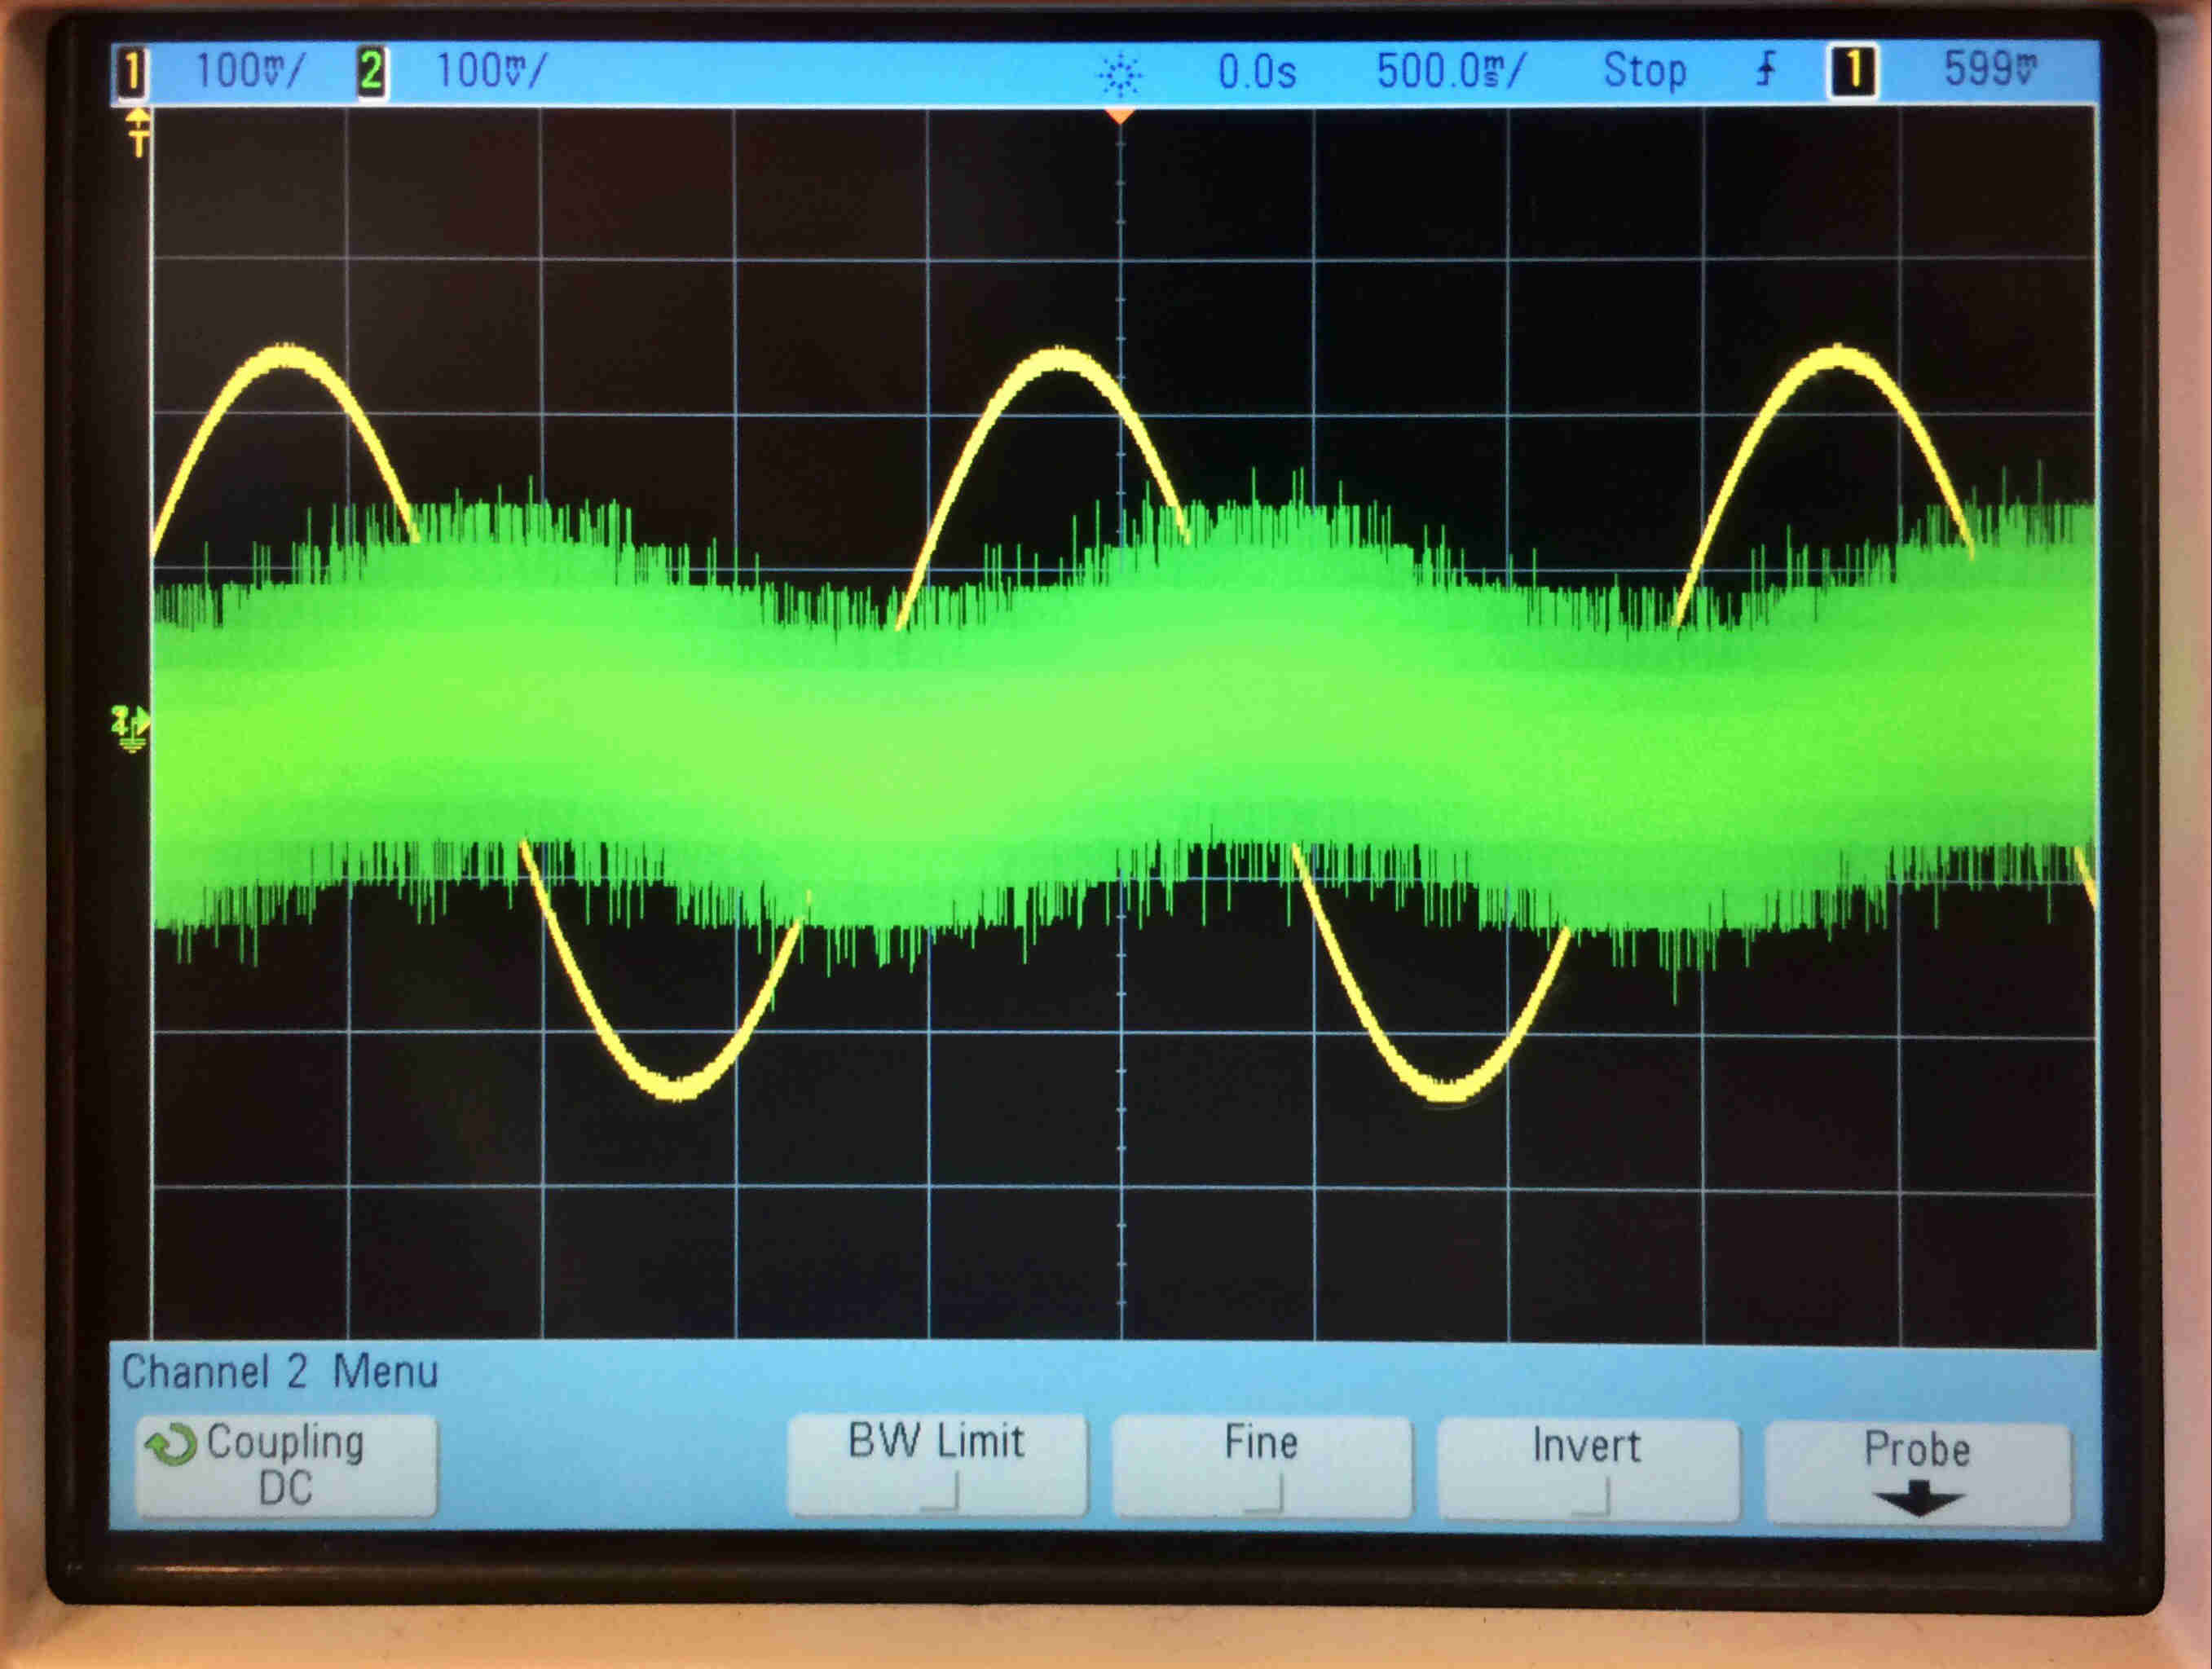 1 100mV/ 2 100mV/ 0.0s 500.0ms/ Stop 1 599mV
T
2
Channel 2 Menu
Coupling
DC
BW Limit
Fine
Invert
Probe